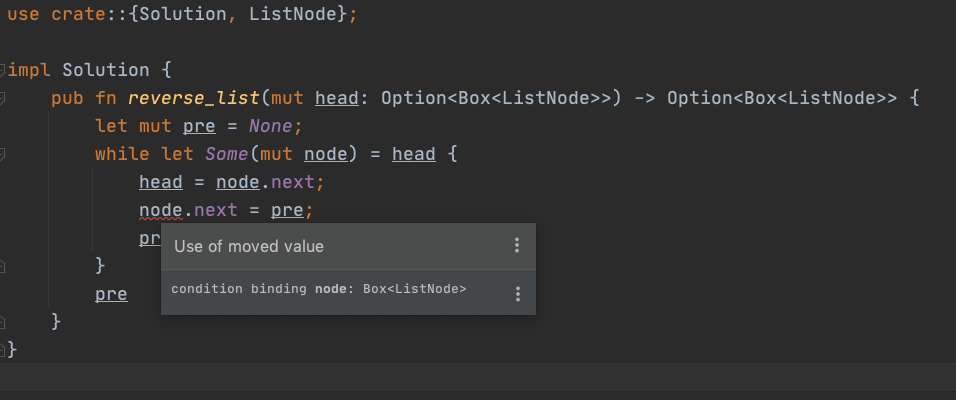 use crate::{Solution, ListNode};
impl Solution {
pub fn reverse_list(mut head: Option<Box<ListNode>>) -> Option<Box<ListNode>> {
let mut pre = None;
while let Some(mut node) = head {
head = node.next;
node.next = pre;
pr
Use of moved value
condition binding node: Box<ListNode>
}
pre
}
}